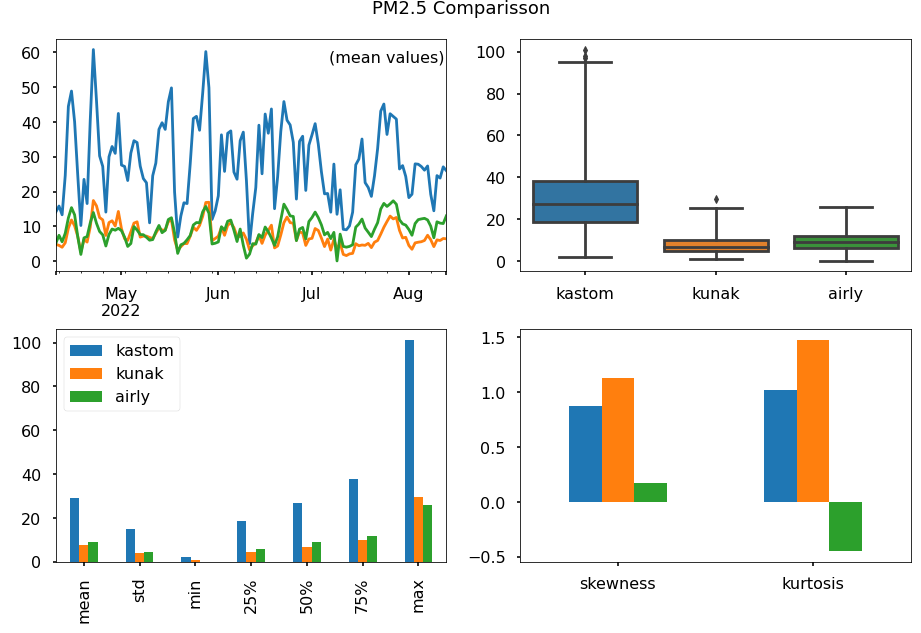 PM2.5 Comparisson
(mean values)
60
50
40
30
20
10
0
May
2022
Jun
Jul
Aug
100
80
60
40
20
0
kastom
kunak
airly
kastom
kunak
airly
100
80
60
40
20
0
mean
std
min
25%
50%
75%
max
1.5
1.0
0.5
0.0
−0.5
skewness
kurtosis